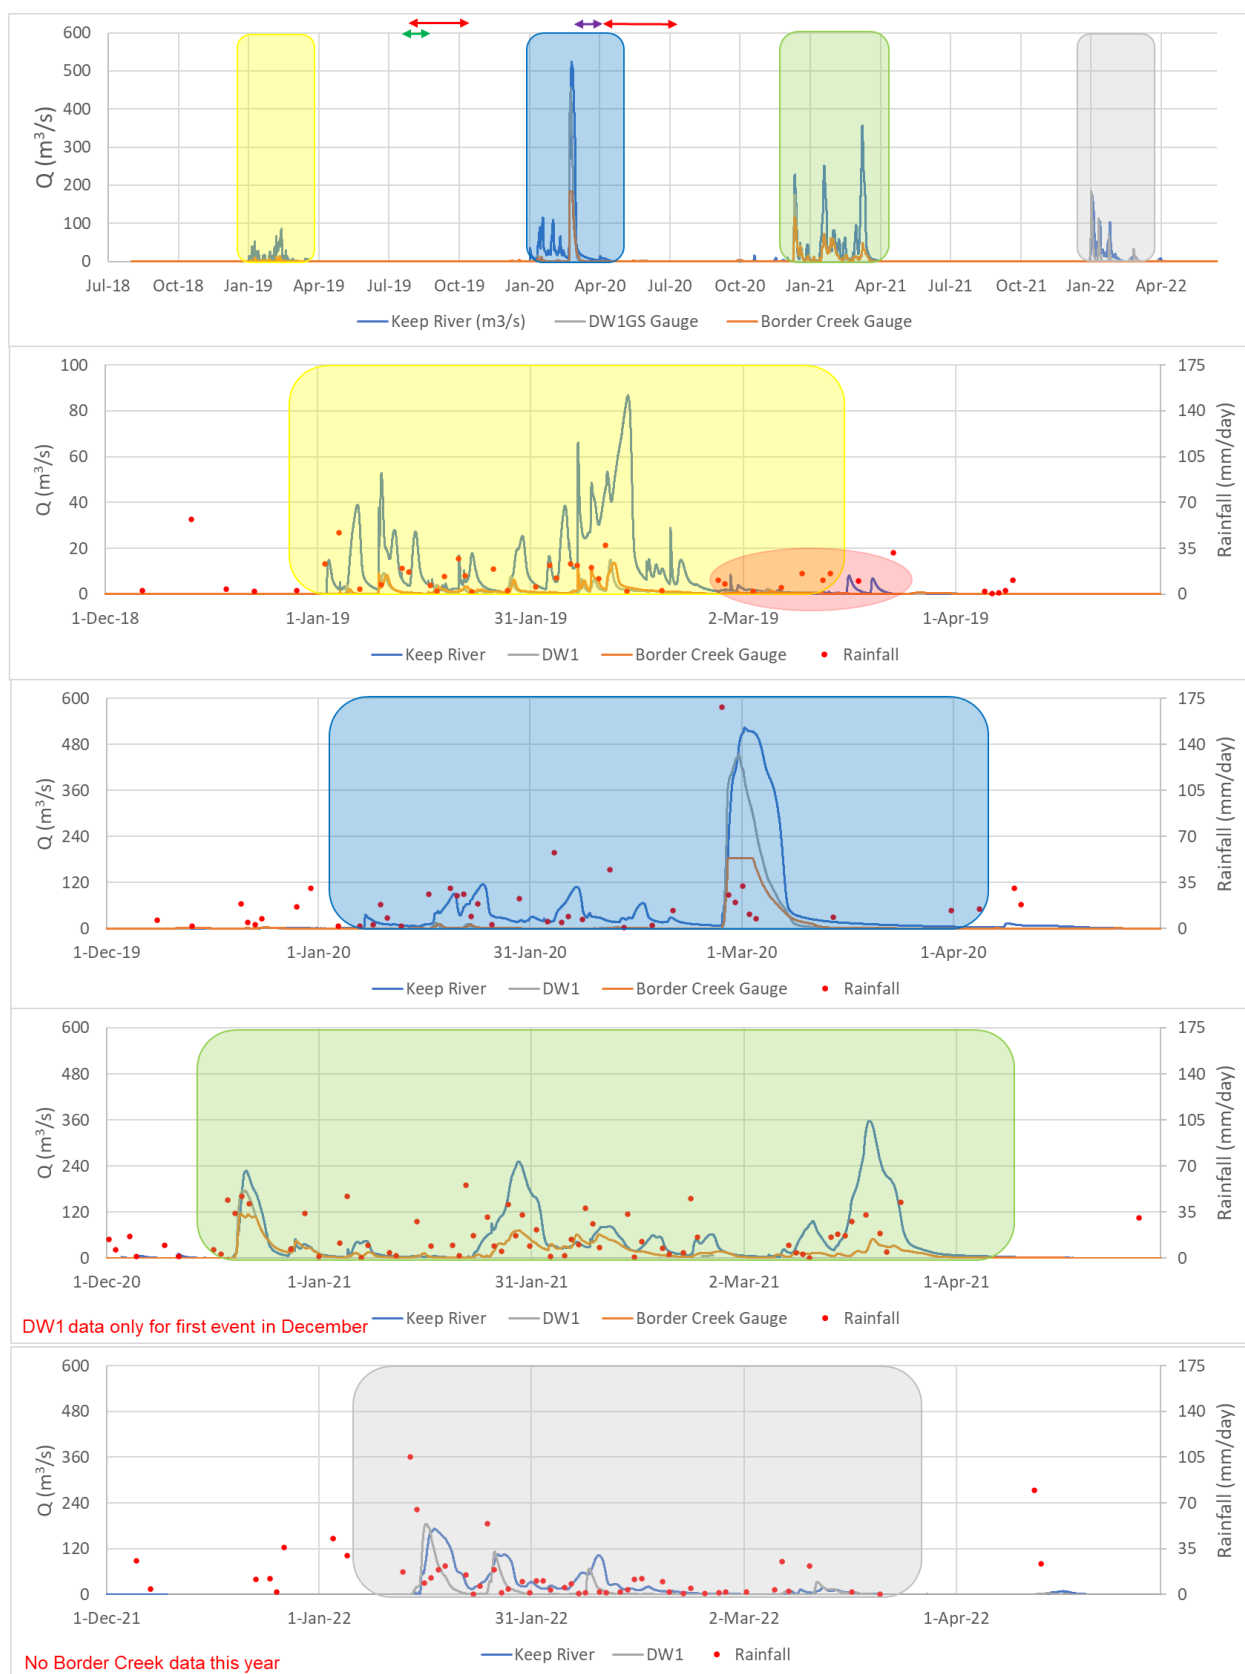 600
500
400
300
200
100
0
Q (m³/s)
Jul-18 Oct-18 Jan-19 Apr-19 Jul-19 Oct-19 Jan-20 Apr-20 Jul-20 Oct-20 Jan-21 Apr-21 Jul-21 Oct-21 Jan-22 Apr-22
Keep River (m3/s) DW1GS Gauge Border Creek Gauge
100 175
80 140
60 105
40 70
20 35
0 0
Q (m³/s)
Rainfall (mm/day)
1-Dec-18 1-Jan-19 31-Jan-19 2-Mar-19 1-Apr-19
Keep River DW1 Border Creek Gauge Rainfall
600 175
480 140
360 105
240 70
120 35
0 0
Q (m³/s)
Rainfall (mm/day)
1-Dec-19 1-Jan-20 31-Jan-20 1-Mar-20 1-Apr-20
Keep River DW1 Border Creek Gauge Rainfall
600 175
480 140
360 105
240 70
120 35
0 0
Q (m³/s)
Rainfall (mm/day)
1-Dec-20 1-Jan-21 31-Jan-21 2-Mar-21 1-Apr-21
Keep River DW1 Border Creek Gauge Rainfall
DW1 data only for first event in December
600 175
480 140
360 105
240 70
120 35
0 0
Q (m³/s)
Rainfall (mm/day)
1-Dec-21 1-Jan-22 31-Jan-22 2-Mar-22 1-Apr-22
Keep River DW1 Rainfall
No Border Creek data this year